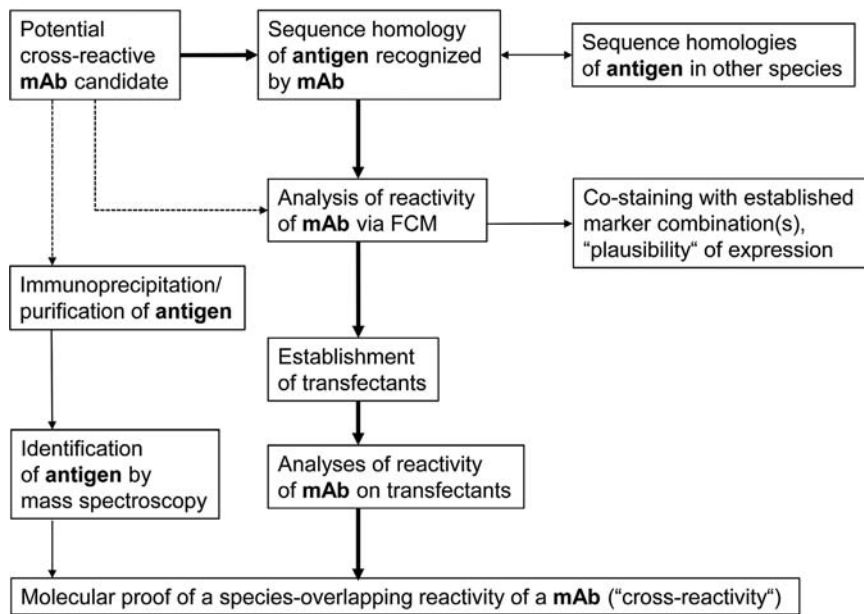 Potential
cross-reactive
mAb candidate
Sequence homology
of antigen recognized
by mAb
Sequence homologies
of antigen in other species
Analysis of reactivity
of mAb via FCM
Co-staining with established
marker combination(s),
“plausibility“ of expression
Immunoprecipitation/
purification of antigen
Establishment
of transfectants
Identification
of antigen by
mass spectroscopy
Analyses of reactivity
of mAb on transfectants
Molecular proof of a species-overlapping reactivity of a mAb (“cross-reactivity“)